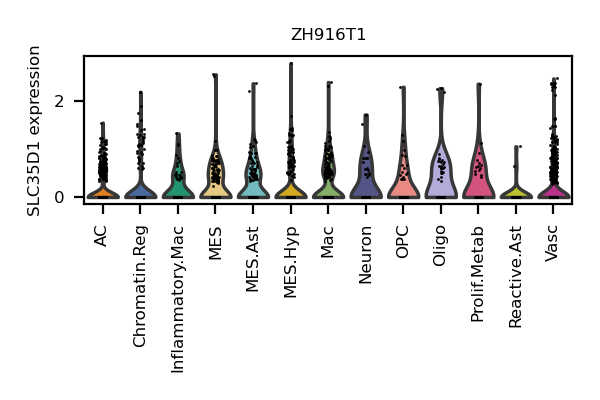 ZH916T1
SLC35D1 expression
2
0
AC
Chromatin.Reg
Inflammatory.Mac
MES
MES.Ast
MES.Hyp
Mac
Neuron
OPC
Oligo
Prolif.Metab
Reactive.Ast
Vasc